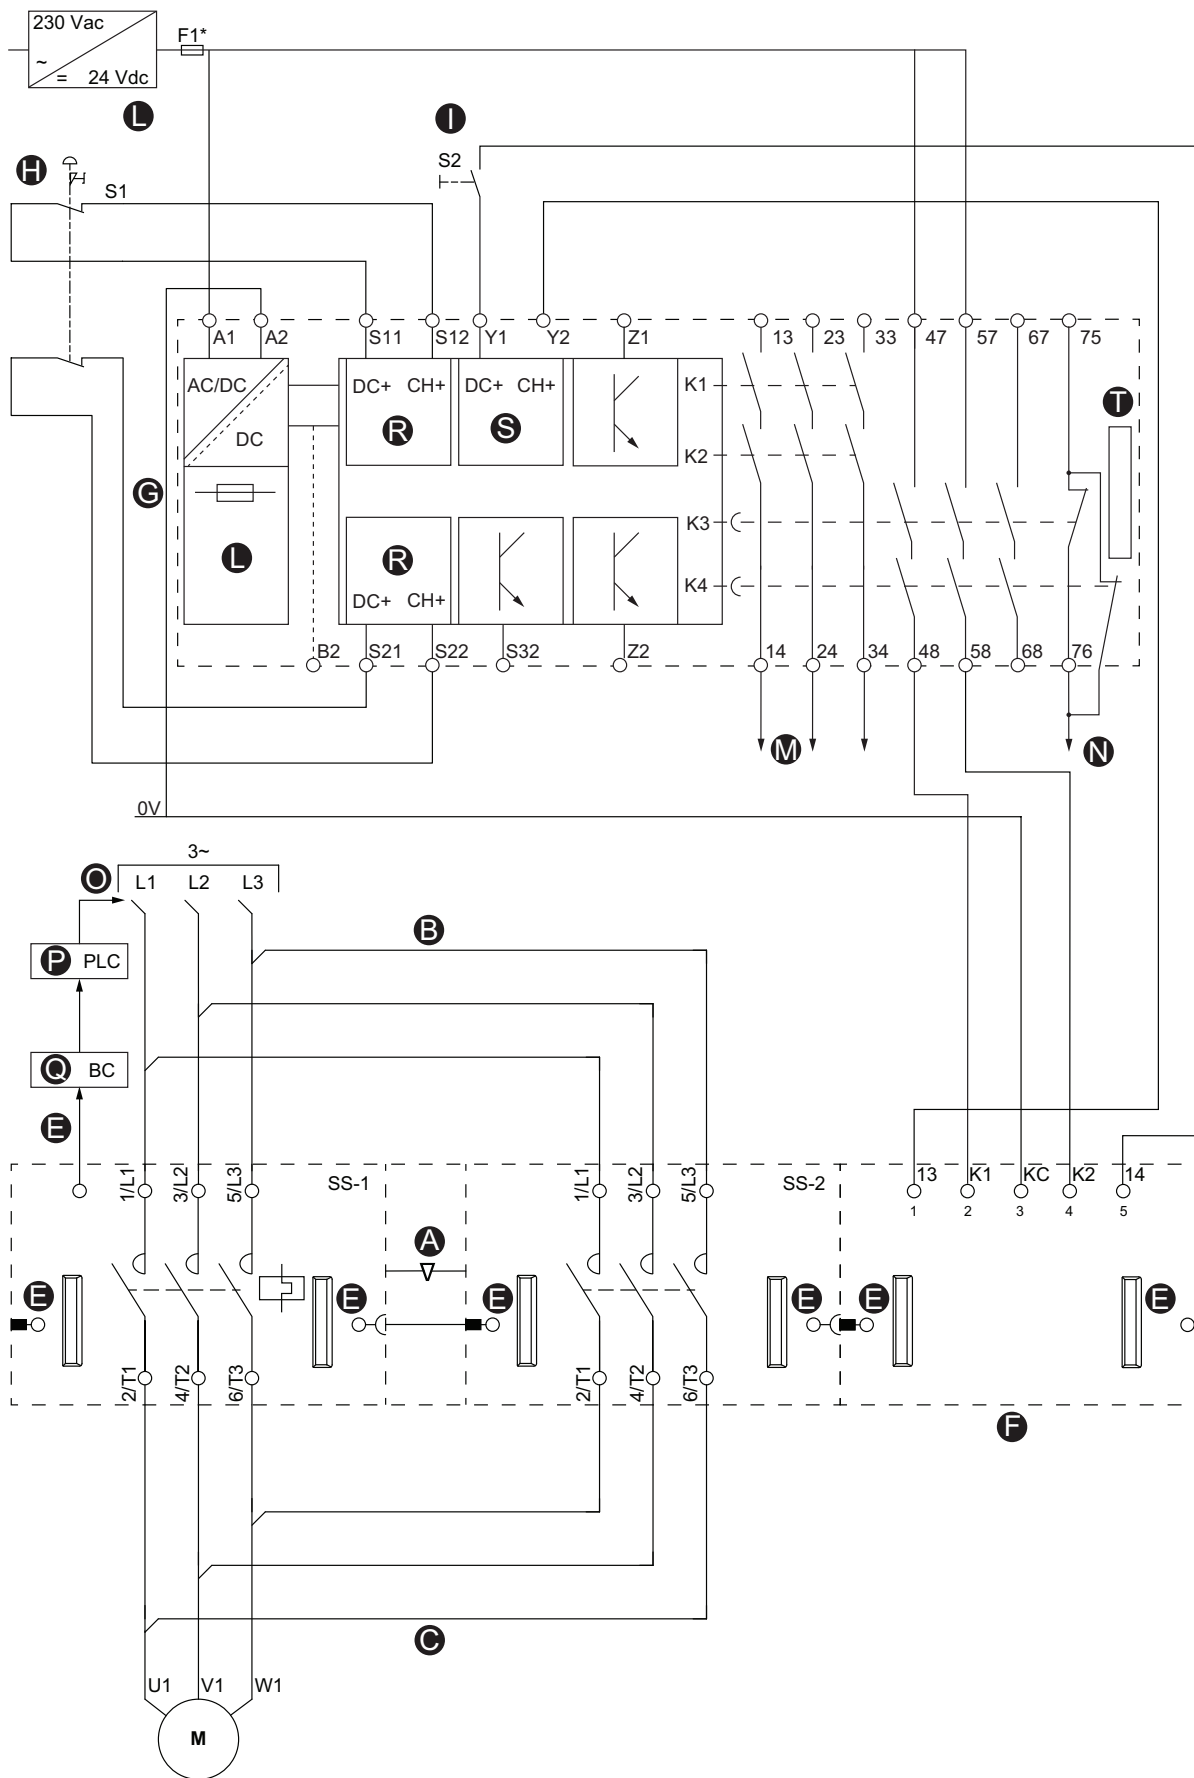 230 Vac
F1*
~
= 24 Vdc
L
I
H
S2
S1
A1 A2 S11 S12 Y1 Y2 Z1 13 23 33 47 57 67 75
AC/DC
DC
DC+ CH+
R
DC+ CH+
S
K1
T
K2
G
K3
L
R
DC+ CH+
K4
B2 S21 S22 S32 Z2 14 24 34 48 58 68 76
M
N
0V
3~
O
L1 L2 L3
B
P PLC
Q BC
E
1/L1 3/L2 5/L3
SS-1
1/L1 3/L2 5/L3
SS-2
13 K1 KC K2 14
1 2 3 4 5
A
E E E E E E
2/T1 4/T2 6/T3
2/T1 4/T2 6/T3
F
C
U1 V1 W1
M